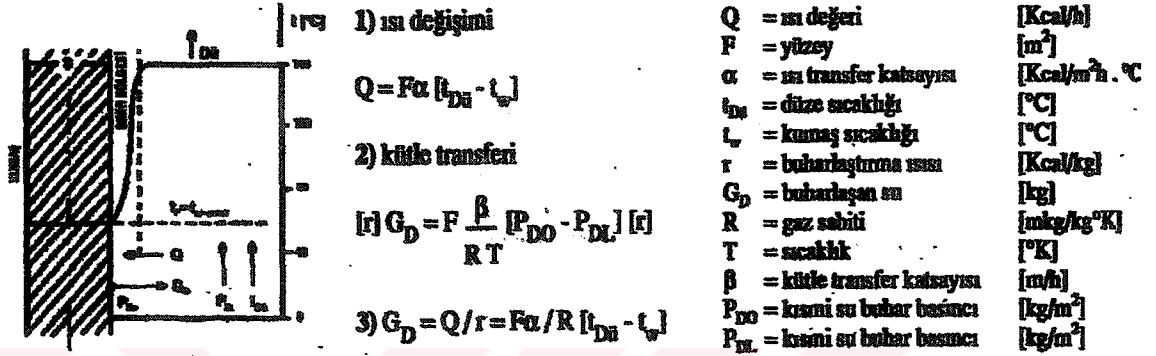 1) ısı değişimi
Q = Fα [t_Dü - t_w]
2) kütle transferi
[r] G_D = F β / R T [P_DO - P_DL] [r]
3) G_D = Q / r = Fα / R [t_Dü - t_w]
Q = ısı değeri [Kcal/h]
F = yüzey [m²]
α = ısı transfer katsayısı [Kcal/m²h . °C
t_Dü = düze sıcaklığı [°C]
t_w = kumaş sıcaklığı [°C]
r = buharlaştırma ısısı [Kcal/kg]
G_D = buharlaşan su [kg]
R = gaz sabiti [mkg/kg°K]
T = sıcaklık [°K]
β = kütle transfer katsayısı [m/h]
P_DO = kısmi su buhar basıncı [kg/m²]
P_DL = kısmi su buhar basıncı [kg/m²]
Dü
Q
0